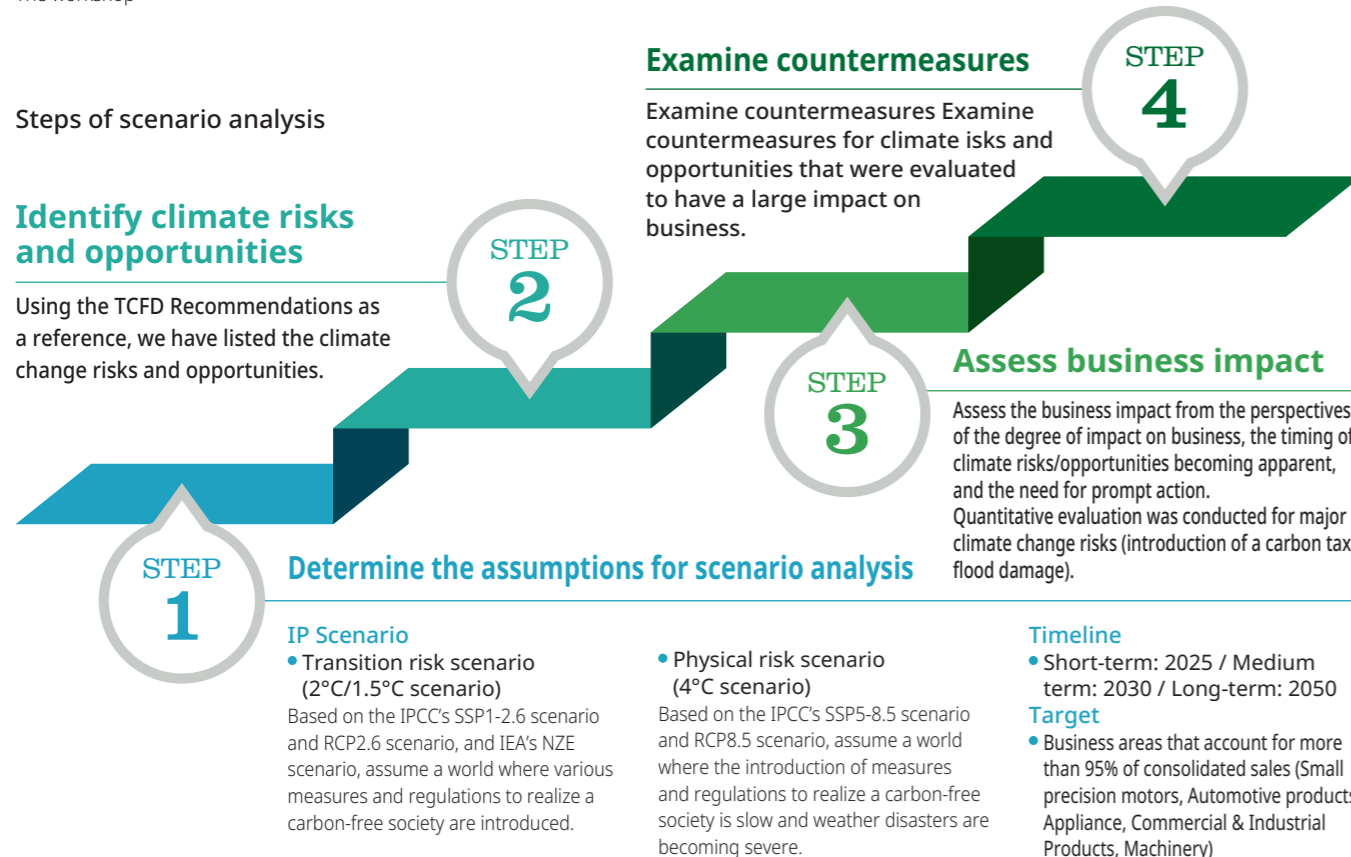 Steps of scenario analysis
STEP
1
Determine the assumptions for scenario analysis
IP Scenario
• Transition risk scenario
(2°C/1.5°C scenario)
Based on the IPCC's SSP1-2.6 scenario
and RCP2.6 scenario, and IEA's NZE
scenario, assume a world where various
measures and regulations to realize a
carbon-free society are introduced.
• Physical risk scenario
(4°C scenario)
Based on the IPCC's SSP5-8.5 scenario
and RCP8.5 scenario, assume a world
where the introduction of measures
and regulations to realize a carbon-free
society is slow and weather disasters are
becoming severe.
Timeline
• Short-term: 2025 / Medium
term: 2030 / Long-term: 2050
Target
• Business areas that account for more
than 95% of consolidated sales (Small
precision motors, Automotive products
Appliance, Commercial & Industrial
Products, Machinery)
STEP
2
Identify climate risks
and opportunities
Using the TCFD Recommendations as
a reference, we have listed the climate
change risks and opportunities.
STEP
3
Assess business impact
Assess the business impact from the perspectives
of the degree of impact on business, the timing of
climate risks/opportunities becoming apparent,
and the need for prompt action.
Quantitative evaluation was conducted for major
climate change risks (introduction of a carbon tax
flood damage).
STEP
4
Examine countermeasures
Examine countermeasures Examine
countermeasures for climate isks and
opportunities that were evaluated
to have a large impact on
business.